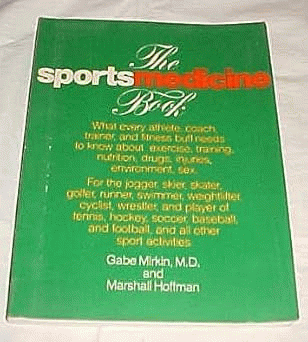 The
sportsmedicine
Book
What every athlete, coach,
trainer, and fitness buff needs
to know about exercise, training,
nutrition, drugs, injuries,
environment, sex.
For the jogger, skier, skater,
golfer, runner, swimmer, weightlifter,
cyclist, wrestler, and player of
tennis, hockey, soccer, baseball,
and football, and all other
sport activities
Gabe Mirkin, M.D.
and
Marshall Hoffman